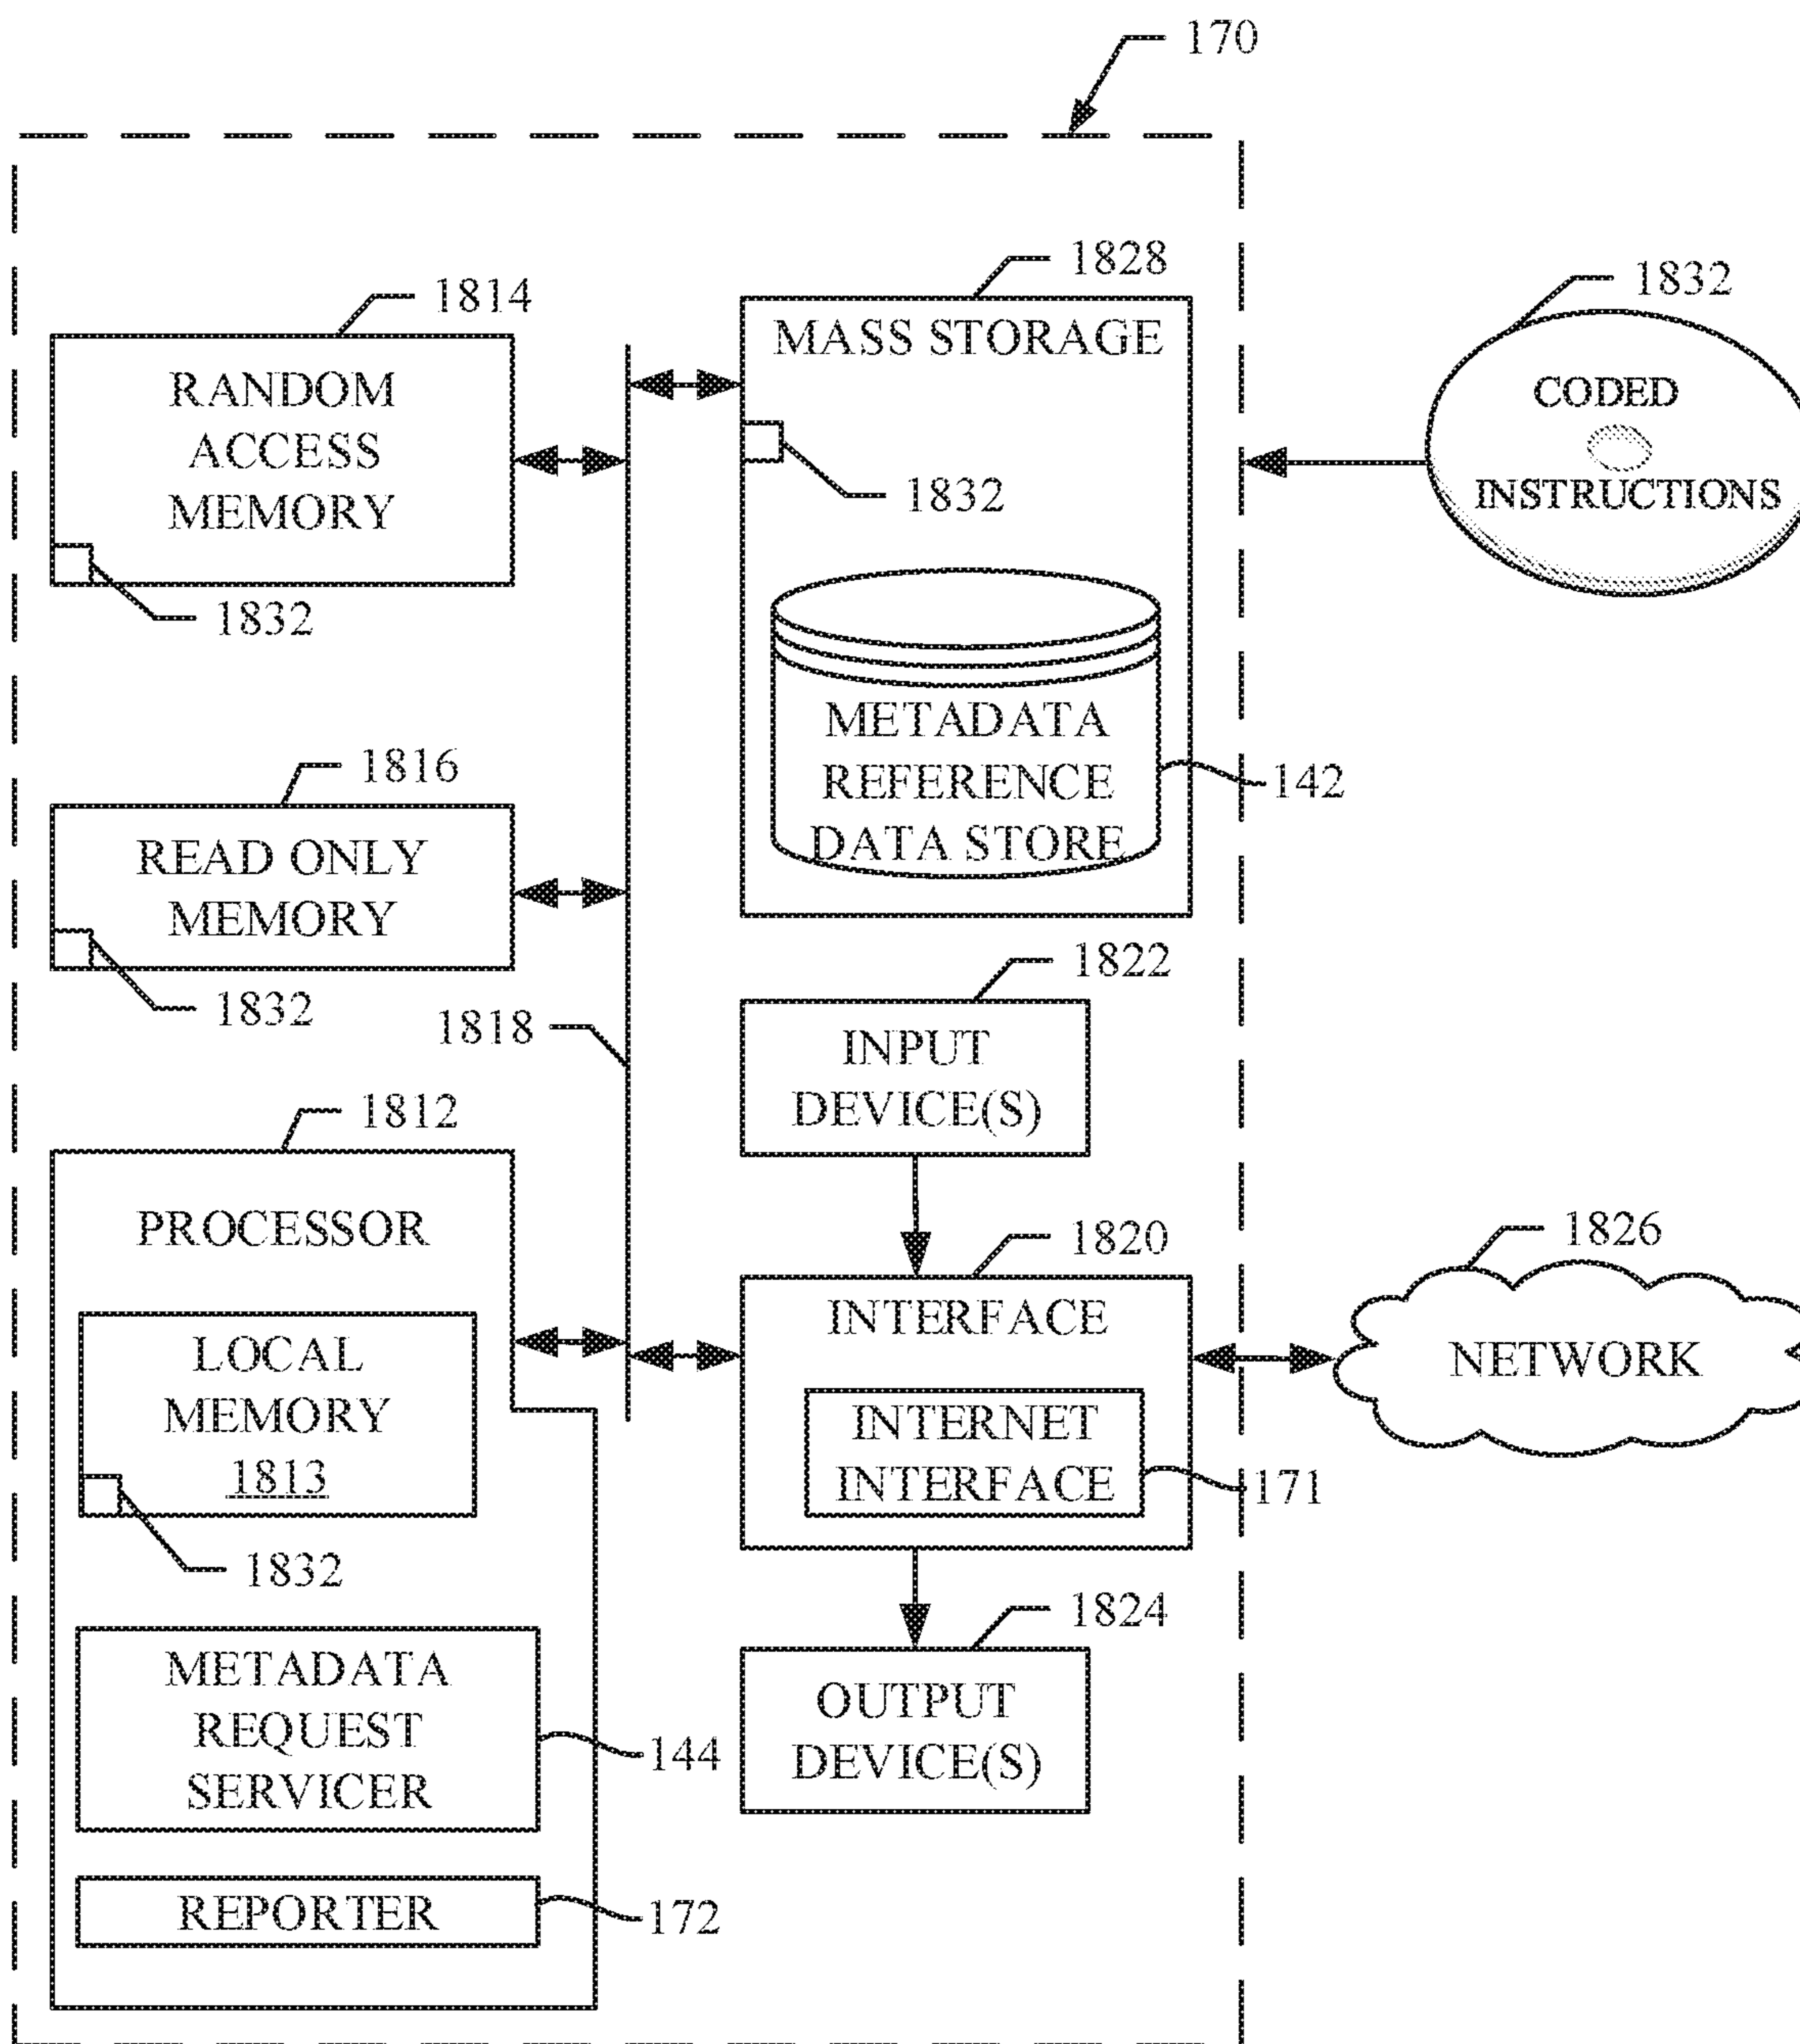 170
1828
1814
1832
MASS STORAGE
RANDOM
ACCESS
MEMORY
CODED
INSTRUCTIONS
1832
1832
METADATA
REFERENCE
DATA STORE
142
1816
READ ONLY
MEMORY
1832
1818
1822
INPUT
DEVICE(S)
1812
PROCESSOR
1820
1826
INTERFACE
NETWORK
LOCAL
MEMORY
1813
INTERNET
INTERFACE
171
1832
1824
METADATA
REQUEST
SERVICER
144
OUTPUT
DEVICE(S)
REPORTER
172